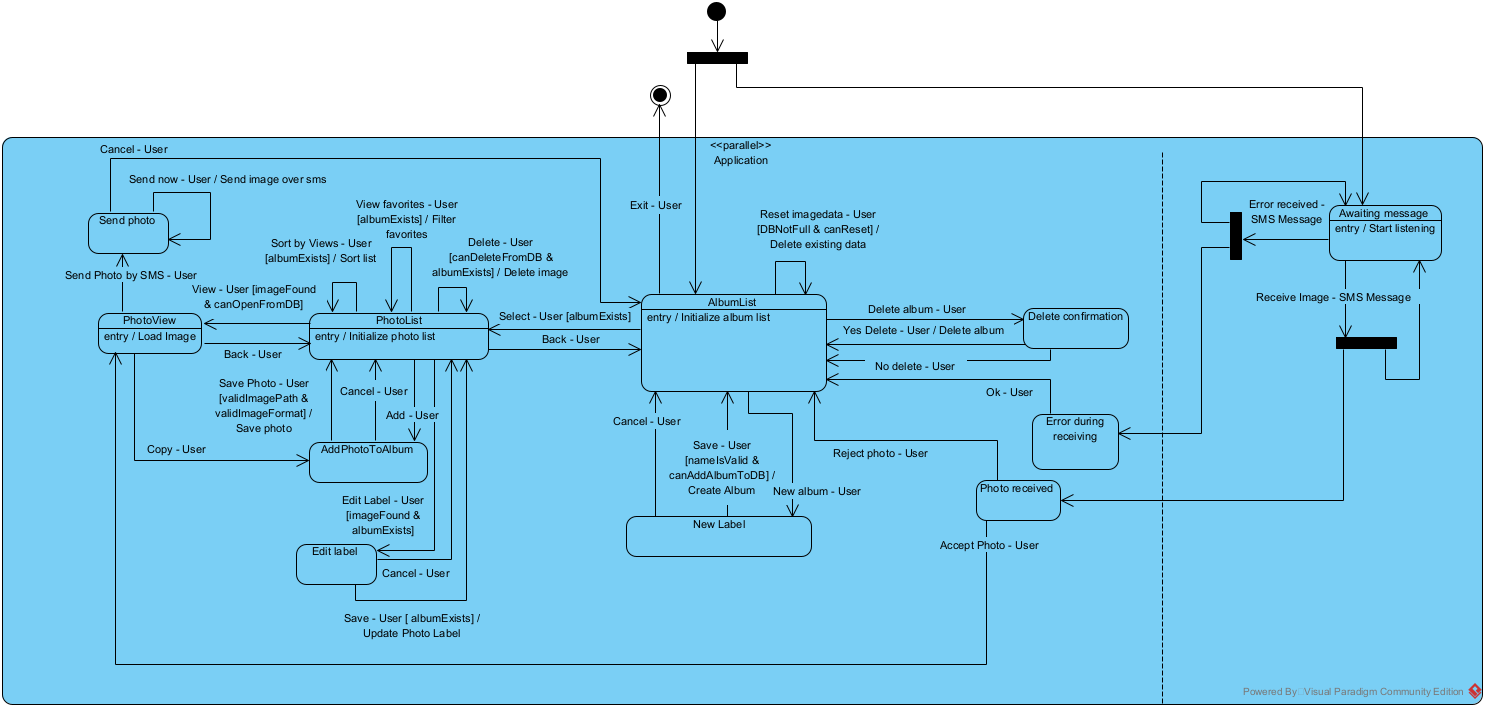 <<parallel>>
Application
Cancel - User
Send now - User / Send image over sms
Send photo
Send Photo by SMS - User
View favorites - User
[albumExists] / Filter
favorites
Sort by Views - User
[albumExists] / Sort list
Delete - User
[canDeleteFromDB &
albumExists] / Delete image
View - User [imageFound
& canOpenFromDB]
PhotoView
entry / Load Image
Back - User
PhotoList
entry / Initialize photo list
Select - User [albumExists]
Back - User
Exit - User
Reset imagedata - User
[DBNotFull & canReset] /
Delete existing data
AlbumList
entry / Initialize album list
Delete album - User
Yes Delete - User / Delete album
No delete - User
Delete confirmation
Ok - User
Error during
receiving
Error received -
SMS Message
Awaiting message
entry / Start listening
Receive Image - SMS Message
Save Photo - User
[validImagePath &
validImageFormat] /
Save photo
Cancel - User
Add - User
Copy - User
AddPhotoToAlbum
Edit Label - User
[imageFound &
albumExists]
Edit label
Cancel - User
Save - User [ albumExists] /
Update Photo Label
Cancel - User
Save - User
[nameIsValid &
canAddAlbumToDB] /
Create Album
New album - User
New Label
Reject photo - User
Photo received
Accept Photo - User
Powered By: Visual Paradigm Community Edition